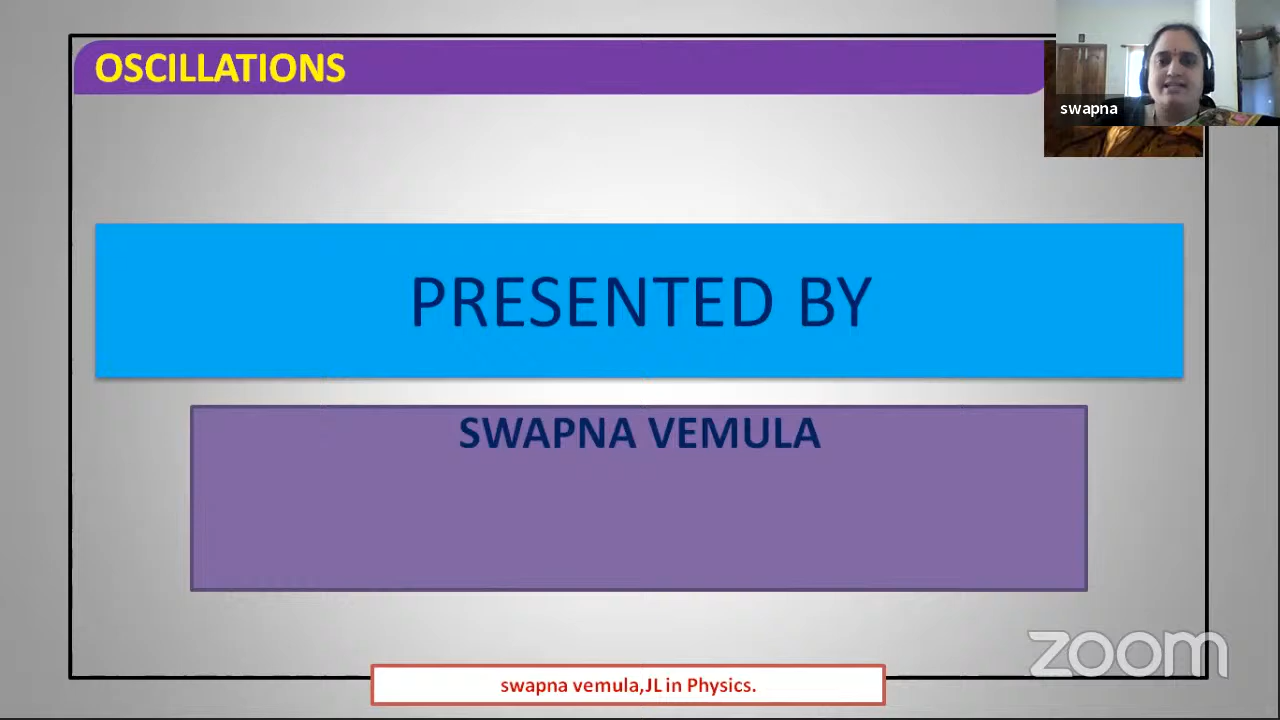 OSCILLATIONS
swapna
PRESENTED BY
SWAPNA VEMULA
zoom
swapna vemula,JL in Physics.